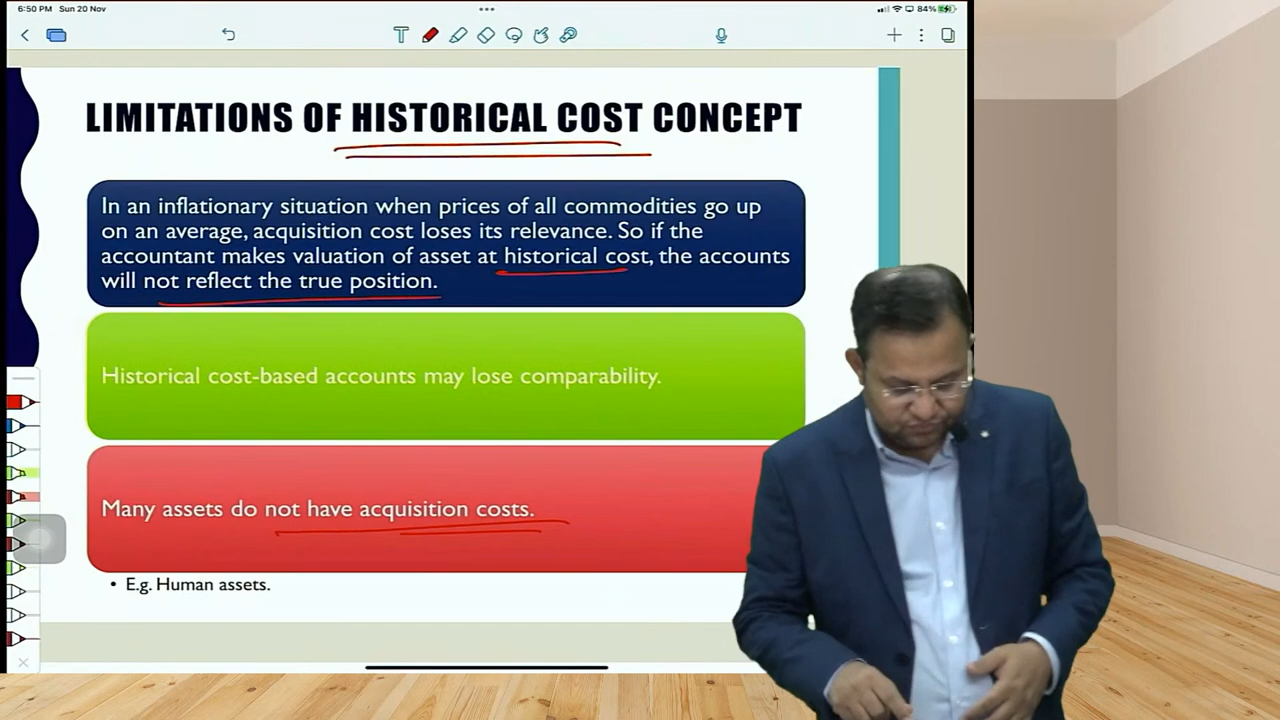 6:50 PM Sun 20 Nov
84%
LIMITATIONS OF HISTORICAL COST CONCEPT
In an inflationary situation when prices of all commodities go up
on an average, acquisition cost loses its relevance. So if the
accountant makes valuation of asset at historical cost, the accounts
will not reflect the true position.
Historical cost-based accounts may lose comparability.
Many assets do not have acquisition costs.
• E.g. Human assets.